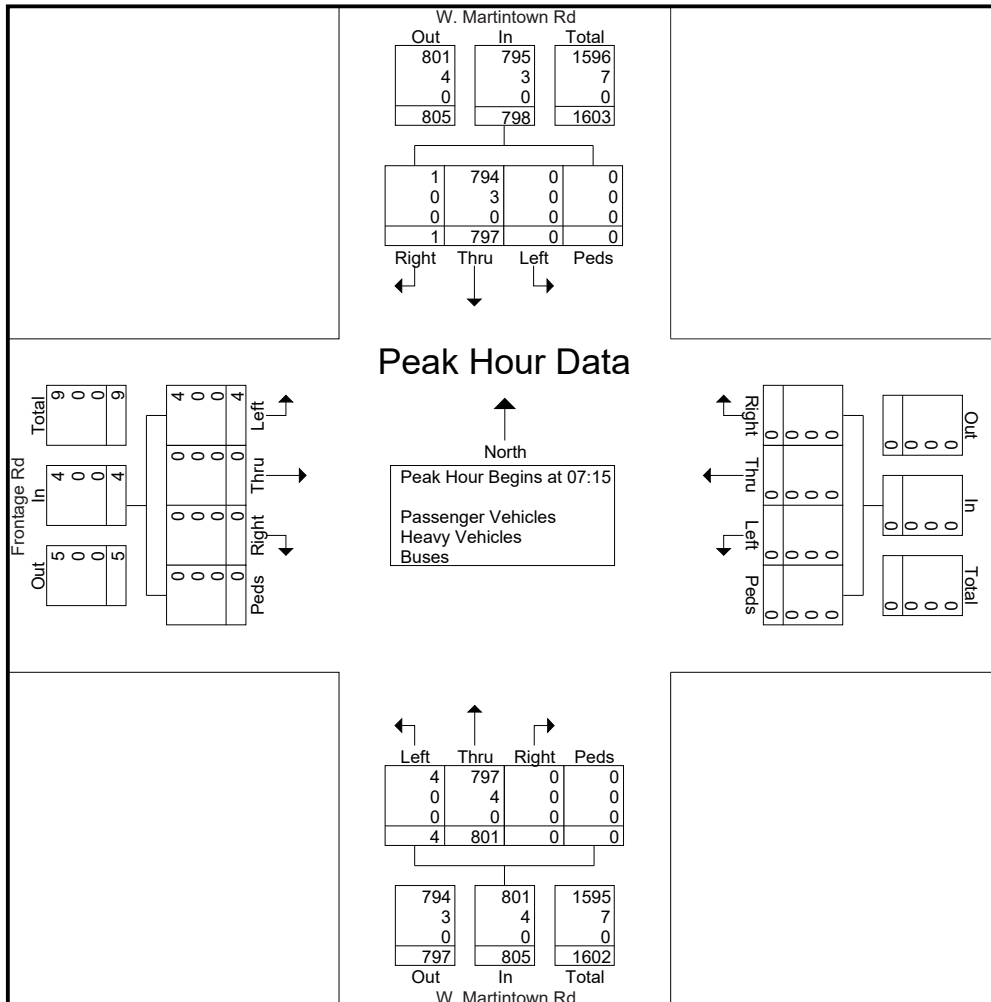 W. Martintown Rd
Out In Total
801 795 1596
4 3 7
0 0 0
805 798 1603
1 794 0 0
0 3 0 0
0 0 0 0
1 797 0 0
Right Thru Left Peds
Peak Hour Data
Frontage Rd
Total In Out
9 4 5
0 0 0
0 0 0
9 4 5
4 0 0 0
0 0 0 0
0 0 0 0
4 0 0 0
Left Thru Right Peds
North
Peak Hour Begins at 07:15
Passenger Vehicles
Heavy Vehicles
Buses
Right Thru Left Peds
0 0 0 0
0 0 0 0
0 0 0 0
0 0 0 0
Out In Total
0 0 0
0 0 0
0 0 0
0 0 0
Left Thru Right Peds
4 797 0 0
0 4 0 0
0 0 0 0
4 801 0 0
794 801 1595
3 4 7
0 0 0
797 805 1602
Out In Total
W. Martintown Rd